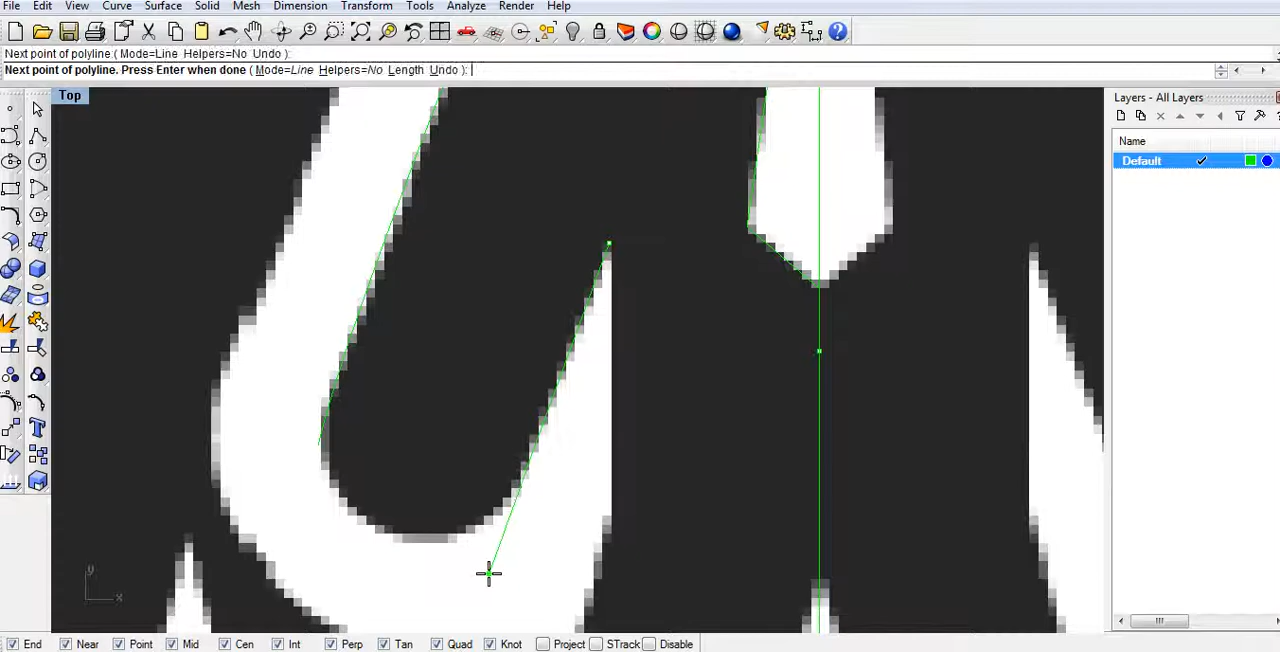 File Edit View Curve Surface Solid Mesh Dimension Transform Tools Analyze Render Help
Next point of polyline ( Mode=Line Helpers=No Undo ):
Next point of polyline. Press Enter when done ( Mode=Line Helpers=No Length Undo ):
Top
Layers - All Layers
Name
Default
y
x
End Near Point Mid Cen Int Perp Tan Quad Knot Project STrack Disable